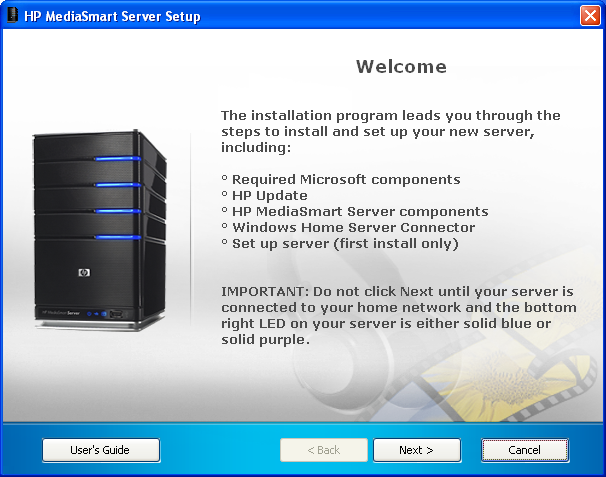 HP MediaSmart Server Setup
Welcome
The installation program leads you through the
steps to install and set up your new server,
including:
° Required Microsoft components
° HP Update
° HP MediaSmart Server components
° Windows Home Server Connector
° Set up server (first install only)
IMPORTANT: Do not click Next until your server is
connected to your home network and the bottom
right LED on your server is either solid blue or
solid purple.
hp
HP MediaSmart Server
User's Guide
< Back
Next >
Cancel